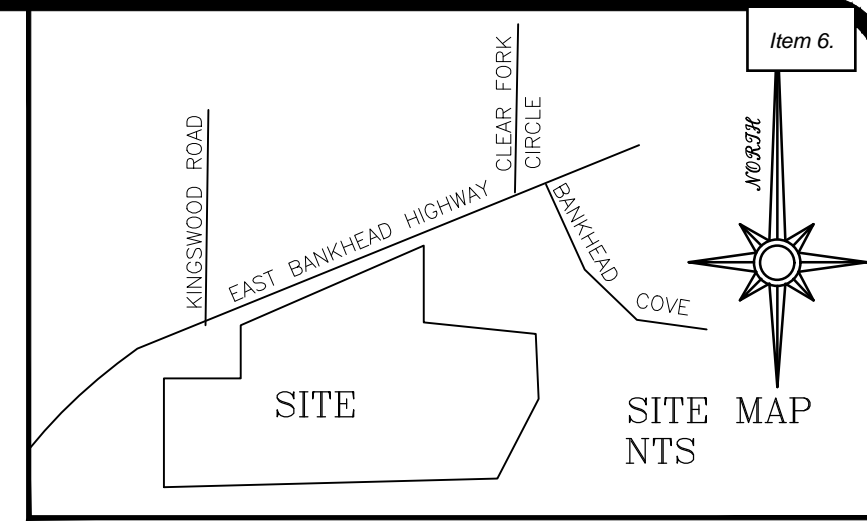 Item 6.
NORTH
KINGSWOOD ROAD
CLEAR FORK
CIRCLE
EAST BANKHEAD HIGHWAY
BANKHEAD
COVE
SITE
SITE MAP
NTS